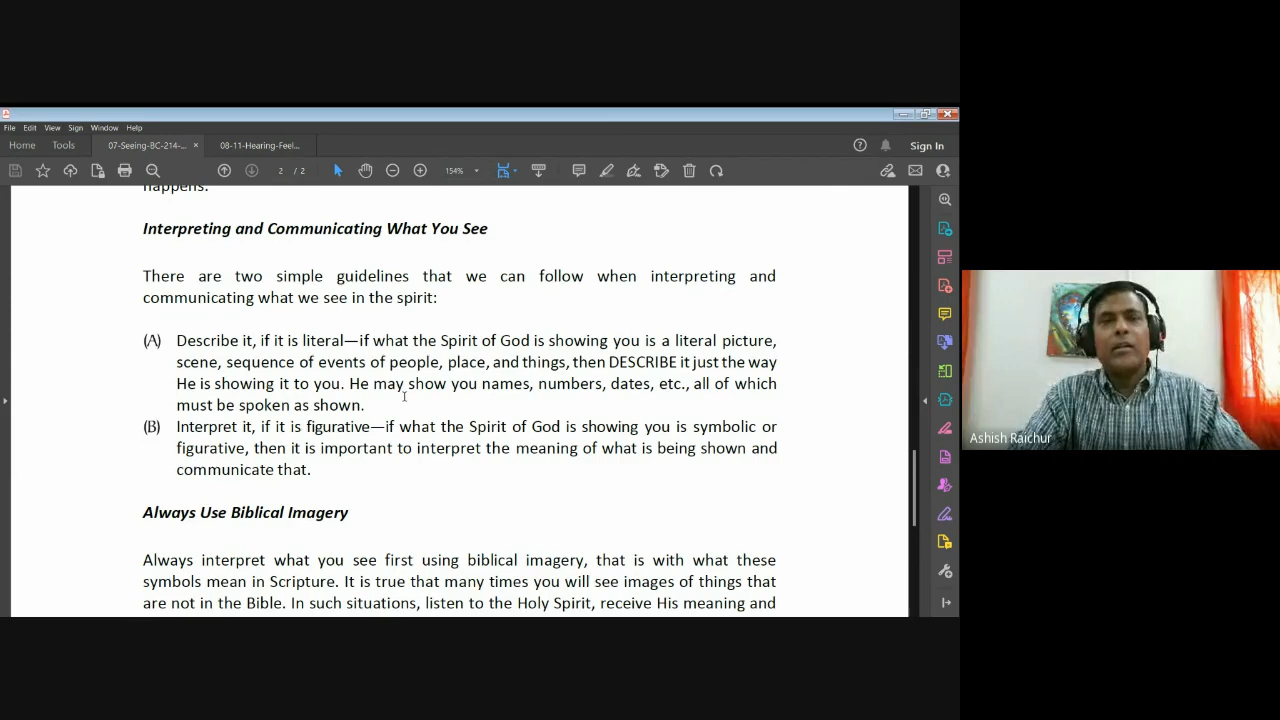 File Edit View Sign Window Help
Home Tools 07-Seeing-BC-214-... × 08-11-Hearing-Feel... Sign In
2 / 2 154%
happens.
Interpreting and Communicating What You See
There are two simple guidelines that we can follow when interpreting and
communicating what we see in the spirit:
(A) Describe it, if it is literal—if what the Spirit of God is showing you is a literal picture,
scene, sequence of events of people, place, and things, then DESCRIBE it just the way
He is showing it to you. He may show you names, numbers, dates, etc., all of which
must be spoken as shown.
(B) Interpret it, if it is figurative—if what the Spirit of God is showing you is symbolic or
figurative, then it is important to interpret the meaning of what is being shown and
communicate that.
Always Use Biblical Imagery
Always interpret what you see first using biblical imagery, that is with what these
symbols mean in Scripture. It is true that many times you will see images of things that
are not in the Bible. In such situations, listen to the Holy Spirit, receive His meaning and
Ashish Raichur